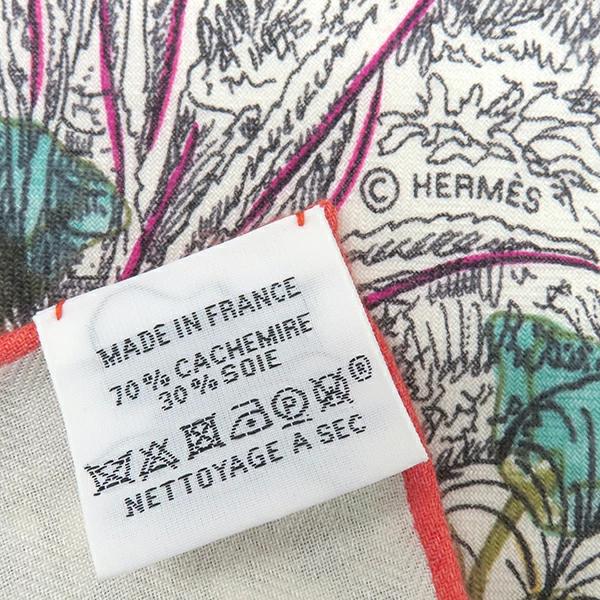 © HERMÈS
MADE IN FRANCE
70% CACHEMIRE
30% SOIE
NETTOYAGE A SEC